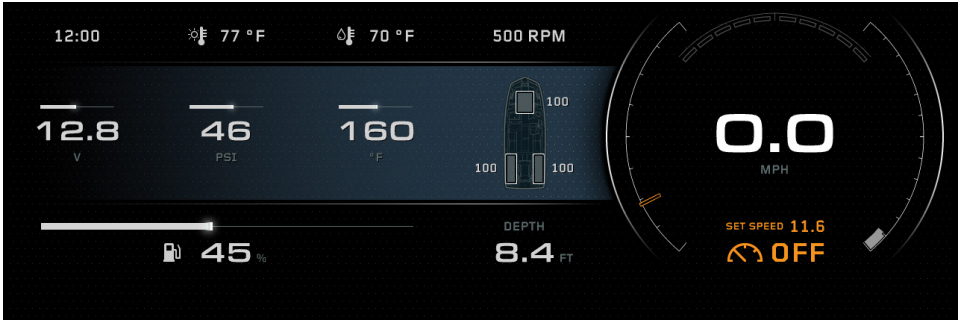 12:00 77 °F 70 °F 500 RPM
100
12.8 46 160
V PSI °F
100 100
0.0
MPH
DEPTH
45 % 8.4 FT
SET SPEED 11.6
OFF